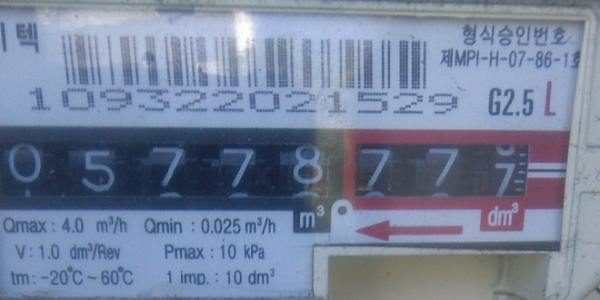 텍
형식승인번호
제MPI-H-07-86-1호
109322021529
G2.5 L
05778777
m³ dm³
Qmax : 4.0 m³/h Qmin : 0.025 m³/h
V : 1.0 dm³/Rev Pmax : 10 kPa
tm : -20℃ ~ 60℃ 1 imp. : 10 dm³